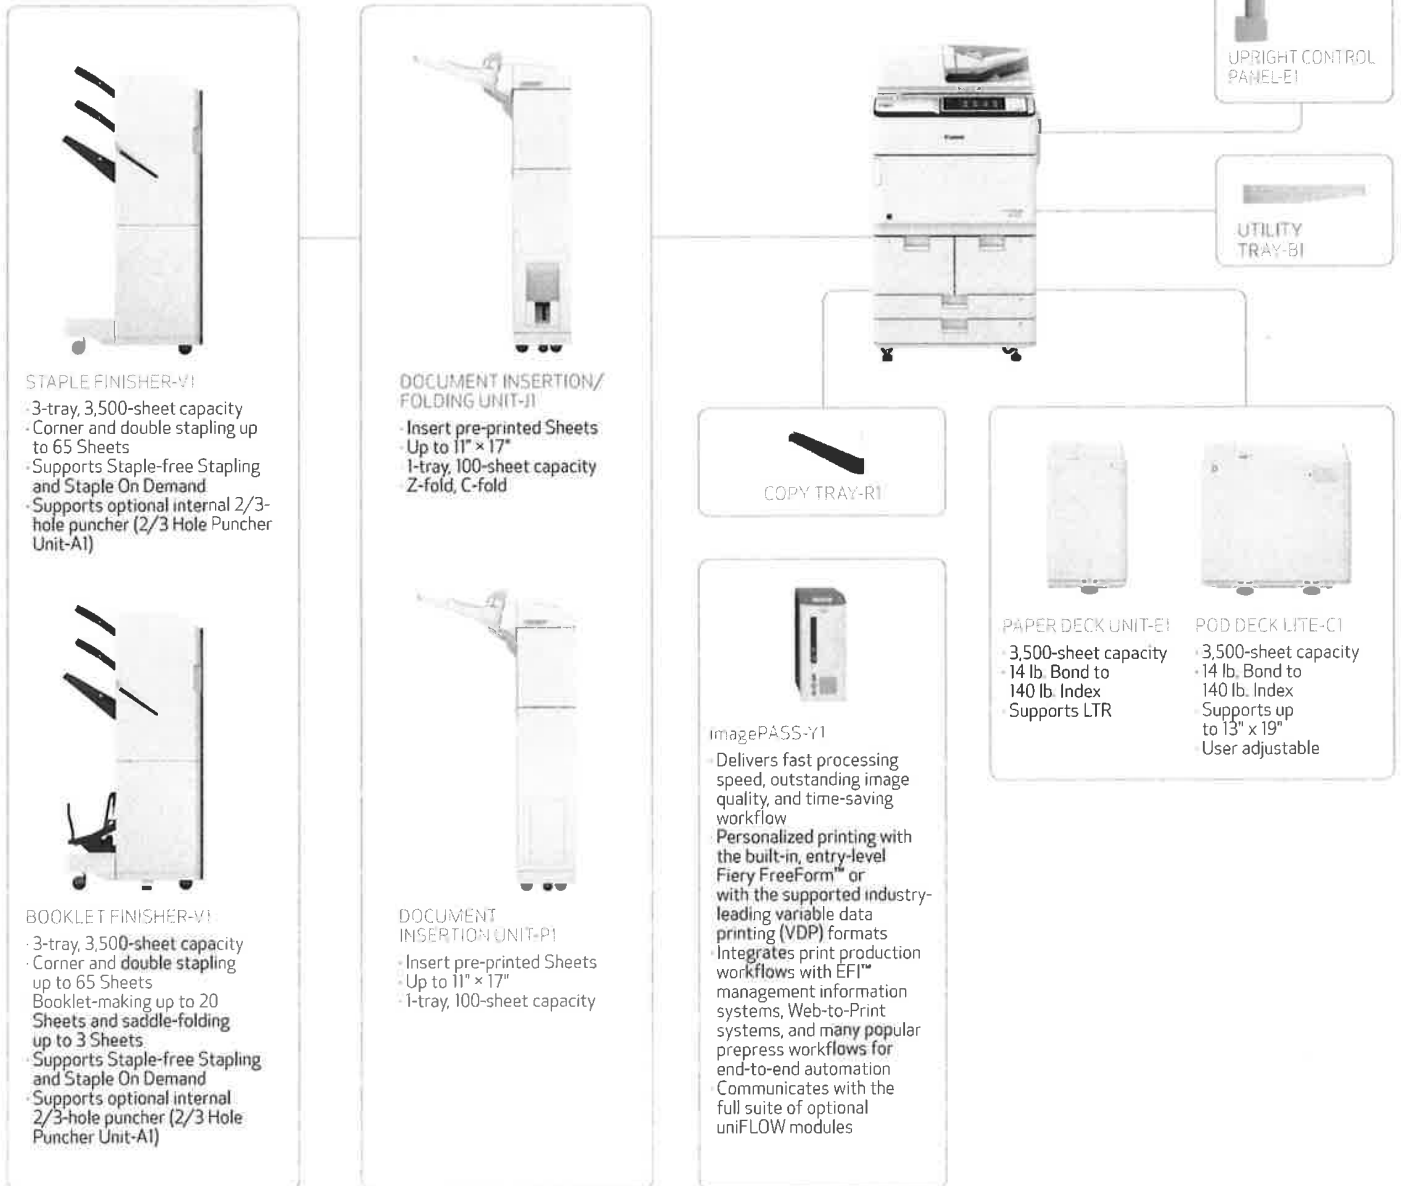 UPRIGHT CONTROL
PANEL-E1
Canon
UTILITY
TRAY-B1
STAPLE FINISHER-V1
· 3-tray, 3,500-sheet capacity
· Corner and double stapling up
to 65 Sheets
· Supports Staple-free Stapling
and Staple On Demand
· Supports optional internal 2/3-
hole puncher (2/3 Hole Puncher
Unit-A1)
DOCUMENT INSERTION/
FOLDING UNIT-J1
· Insert pre-printed Sheets
· Up to 11" × 17"
· 1-tray, 100-sheet capacity
· Z-fold, C-fold
COPY TRAY-R1
BOOKLET FINISHER-V1
· 3-tray, 3,500-sheet capacity
· Corner and double stapling
up to 65 Sheets
Booklet-making up to 20
Sheets and saddle-folding
up to 3 Sheets
· Supports Staple-free Stapling
and Staple On Demand
· Supports optional internal
2/3-hole puncher (2/3 Hole
Puncher Unit-A1)
DOCUMENT
INSERTION UNIT-P1
· Insert pre-printed Sheets
· Up to 11" × 17"
· 1-tray, 100-sheet capacity
imagePASS-Y1
· Delivers fast processing
speed, outstanding image
quality, and time-saving
workflow
· Personalized printing with
the built-in, entry-level
Fiery FreeForm™ or
with the supported industry-
leading variable data
printing (VDP) formats
· Integrates print production
workflows with EFI™
management information
systems, Web-to-Print
systems, and many popular
prepress workflows for
end-to-end automation
· Communicates with the
full suite of optional
uniFLOW modules
PAPER DECK UNIT-E1
· 3,500-sheet capacity
· 14 lb. Bond to
140 lb. Index
· Supports LTR
POD DECK LITE-C1
· 3,500-sheet capacity
· 14 lb. Bond to
140 lb. Index
· Supports up
to 13" x 19"
· User adjustable